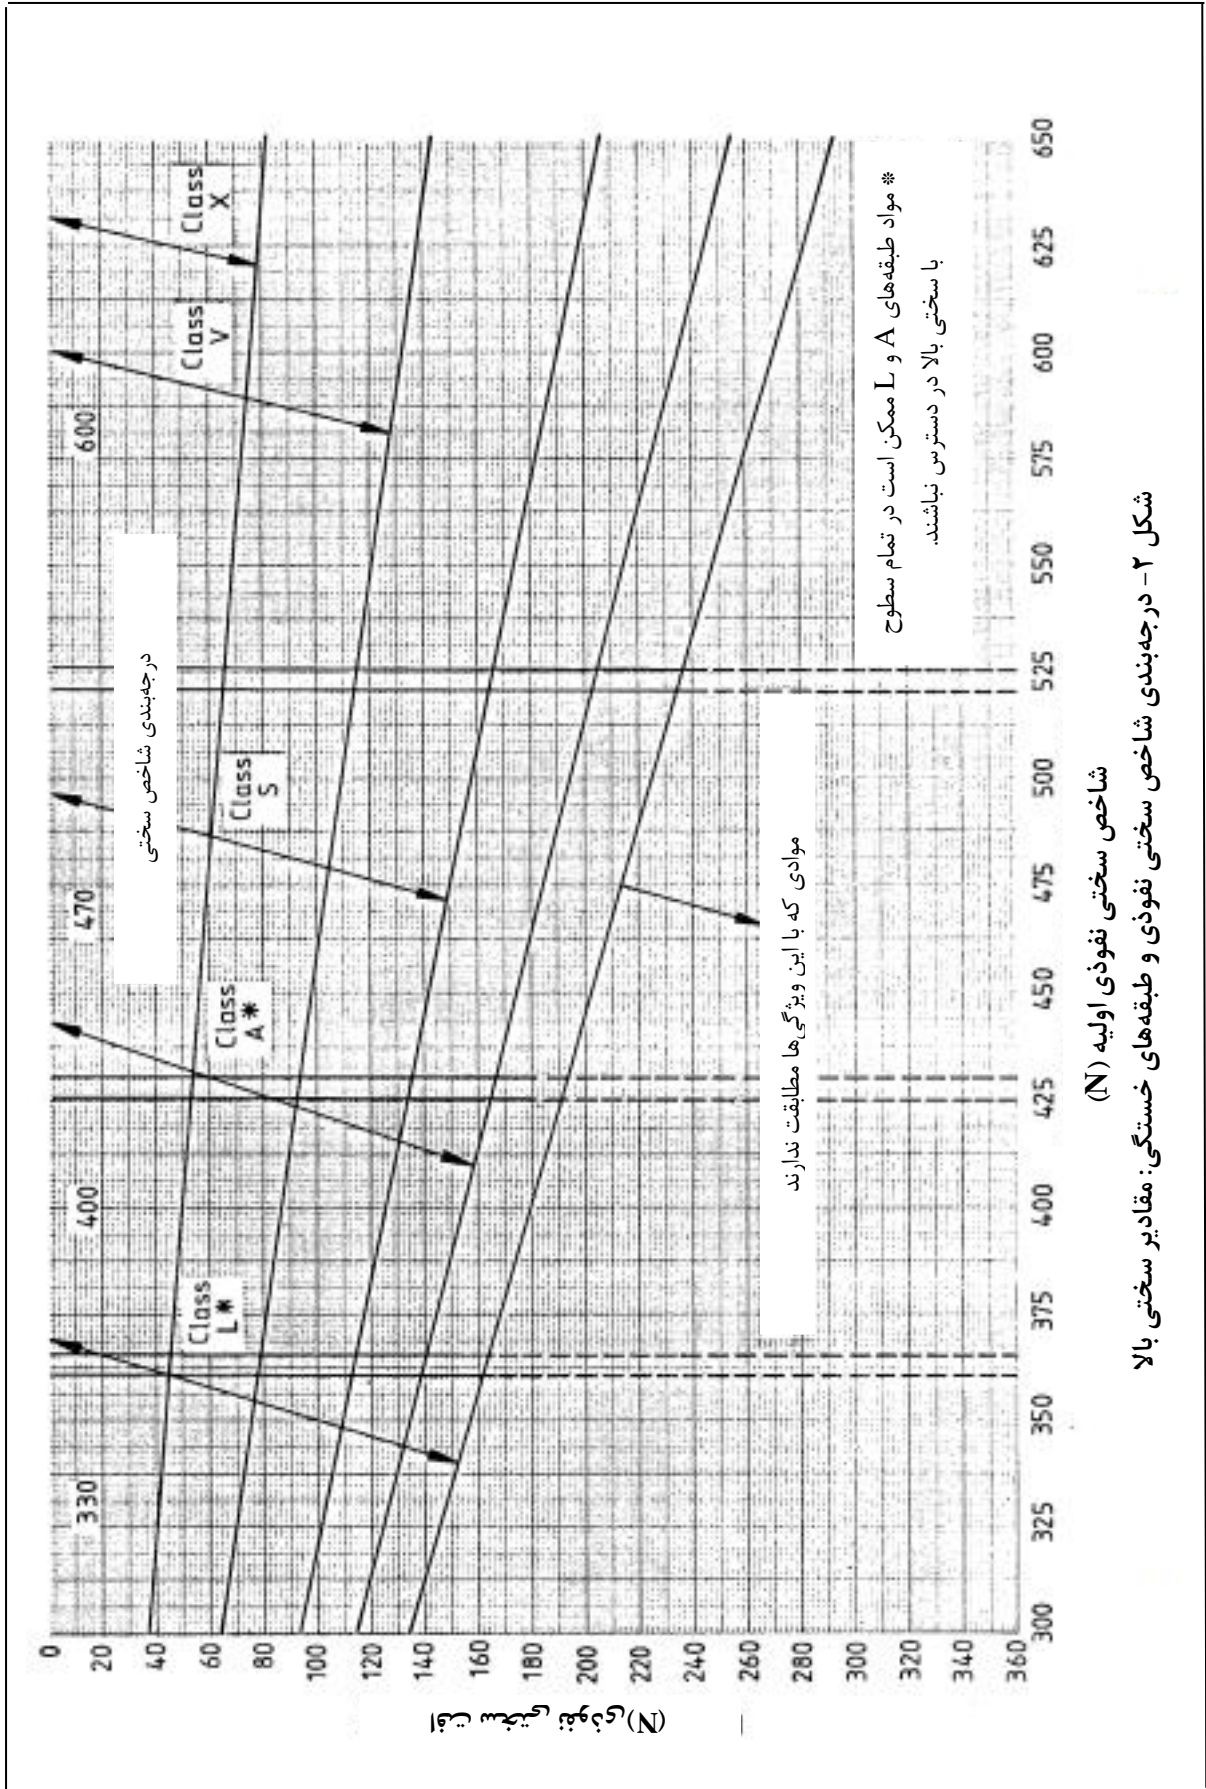 Class
X
Class
V
Class
S
Class
A*
Class
L*
600
470
400
330
درجه‌بندی شاخص سختی
* مواد طبقه‌های A و L ممکن است در تمام سطوح
با سختی بالا در دسترس نباشند.
موادی که با این ویژگی‌ها مطابقت ندارند
0 20 40 60 80 100 120 140 160 180 200 220 240 260 280 300 320 340 360
افت سختی نفوذی (N)
300 325 350 375 400 425 450 475 500 525 550 575 600 625 650
شاخص سختی نفوذی اولیه (N)
شکل ۲- درجه‌بندی شاخص سختی نفوذی و طبقه‌های خستگی: مقادیر سختی بالا